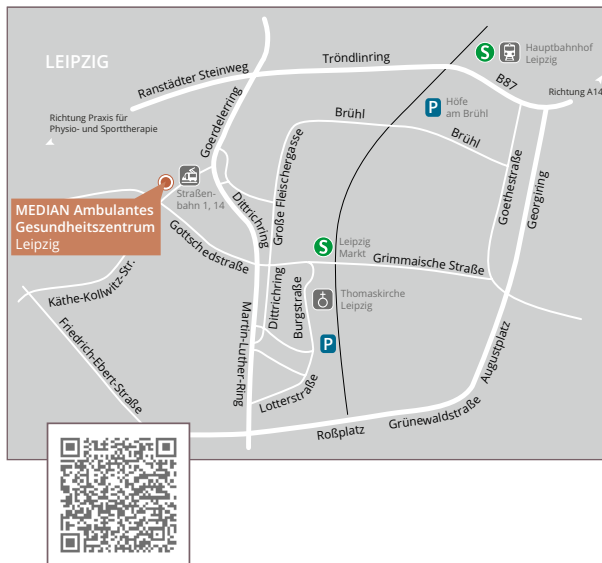 LEIPZIG
Ranstädter Steinweg
Tröndlinring
S
Hauptbahnhof
Leipzig
B87
Richtung A14
Richtung Praxis für
Physio- und Sporttherapie
Goerdelerring
Brühl
P
Höfe
am Brühl
Brühl
Große Fleischergasse
Goethestraße
Georgiring
Straßen-
bahn 1, 14
Dittrichring
MEDIAN Ambulantes
Gesundheitszentrum
Leipzig
Gottschedstraße
S
Leipzig
Markt
Grimmaische Straße
Käthe-Kollwitz-Str.
Dittrichring
Burgstraße
Thomaskirche
Leipzig
Friedrich-Ebert-Straße
Martin-Luther-Ring
P
Augustplatz
Lotterstraße
Roßplatz
Grünewaldstraße